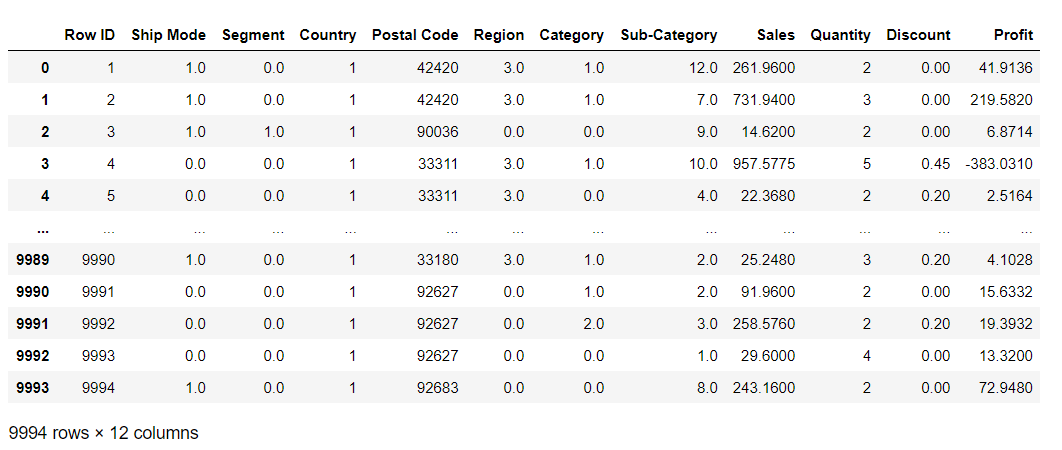 Row ID Ship Mode Segment Country Postal Code Region Category Sub-Category Sales Quantity Discount Profit
0 1 1.0 0.0 1 42420 3.0 1.0 12.0 261.9600 2 0.00 41.9136
1 2 1.0 0.0 1 42420 3.0 1.0 7.0 731.9400 3 0.00 219.5820
2 3 1.0 1.0 1 90036 0.0 0.0 9.0 14.6200 2 0.00 6.8714
3 4 0.0 0.0 1 33311 3.0 1.0 10.0 957.5775 5 0.45 -383.0310
4 5 0.0 0.0 1 33311 3.0 0.0 4.0 22.3680 2 0.20 2.5164
... ... ... ... ... ... ... ... ... ... ... ... ...
9989 9990 1.0 0.0 1 33180 3.0 1.0 2.0 25.2480 3 0.20 4.1028
9990 9991 0.0 0.0 1 92627 0.0 1.0 2.0 91.9600 2 0.00 15.6332
9991 9992 0.0 0.0 1 92627 0.0 2.0 3.0 258.5760 2 0.20 19.3932
9992 9993 0.0 0.0 1 92627 0.0 0.0 1.0 29.6000 4 0.00 13.3200
9993 9994 1.0 0.0 1 92683 0.0 0.0 8.0 243.1600 2 0.00 72.9480
9994 rows × 12 columns